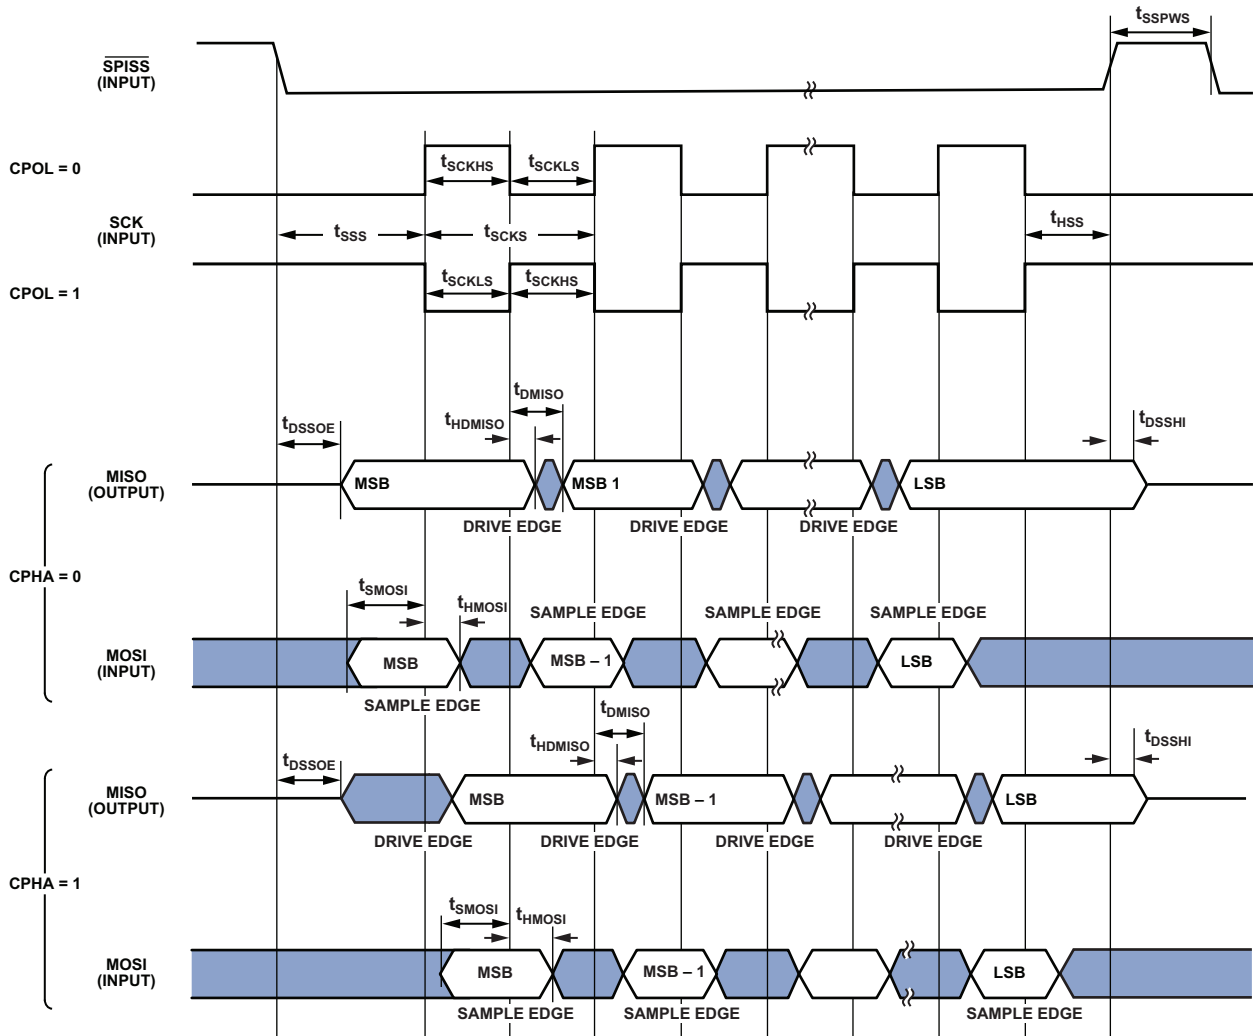 tSSPWS
SPISS
(INPUT)
CPOL = 0
tSCKHS
tSCKLS
SCK
(INPUT)
tSSS
tSCKS
tHSS
CPOL = 1
tSCKLS
tSCKHS
tDMISO
tHDMISO
tDSSOE
tDSSHI
MISO
(OUTPUT)
MSB
MSB 1
LSB
DRIVE EDGE
DRIVE EDGE
DRIVE EDGE
CPHA = 0
tSMOSI
tHMOSI
SAMPLE EDGE
SAMPLE EDGE
SAMPLE EDGE
MOSI
(INPUT)
MSB
MSB – 1
LSB
SAMPLE EDGE
tDMISO
tHDMISO
tDSSOE
tDSSHI
MISO
(OUTPUT)
MSB
MSB – 1
LSB
DRIVE EDGE
DRIVE EDGE
DRIVE EDGE
DRIVE EDGE
CPHA = 1
tSMOSI
tHMOSI
MOSI
(INPUT)
MSB
MSB – 1
LSB
SAMPLE EDGE
SAMPLE EDGE
SAMPLE EDGE